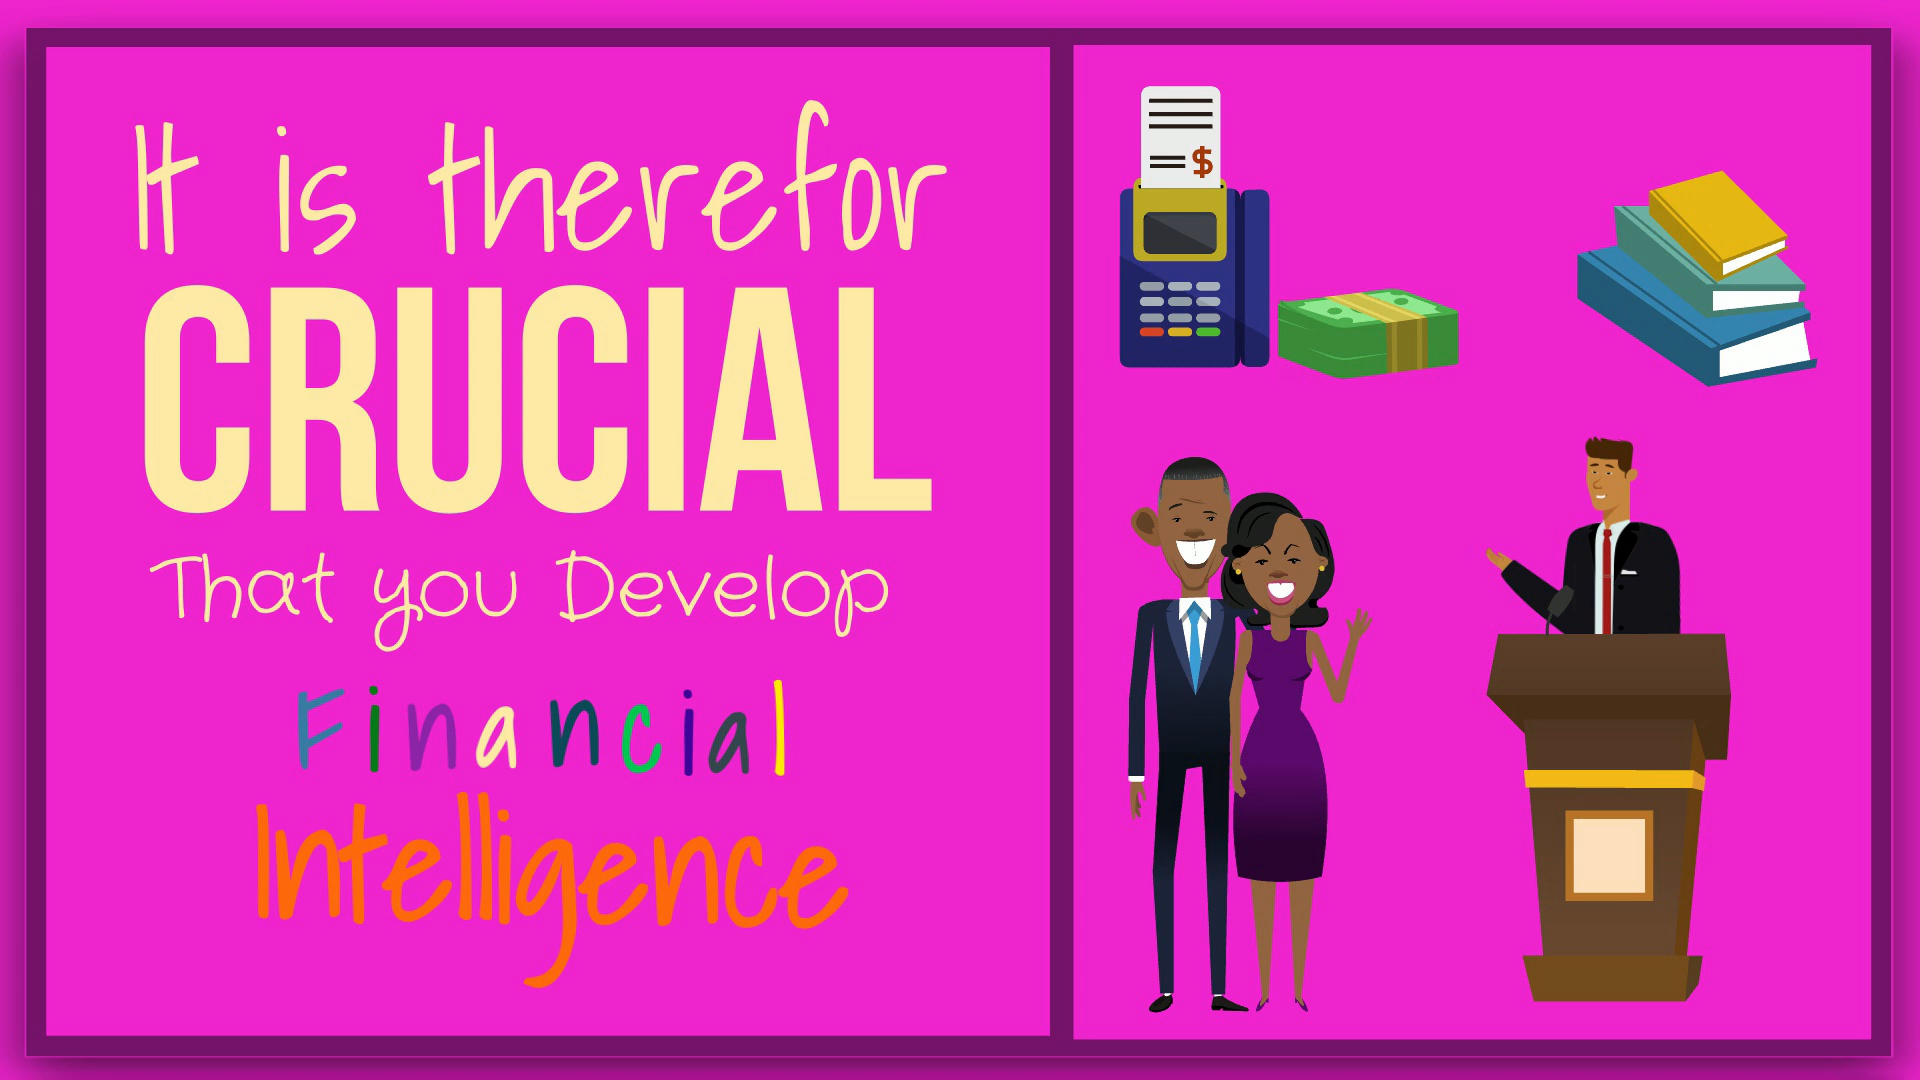 It is therefor
CRUCIAL
That you Develop
Financial
Intelligence
$